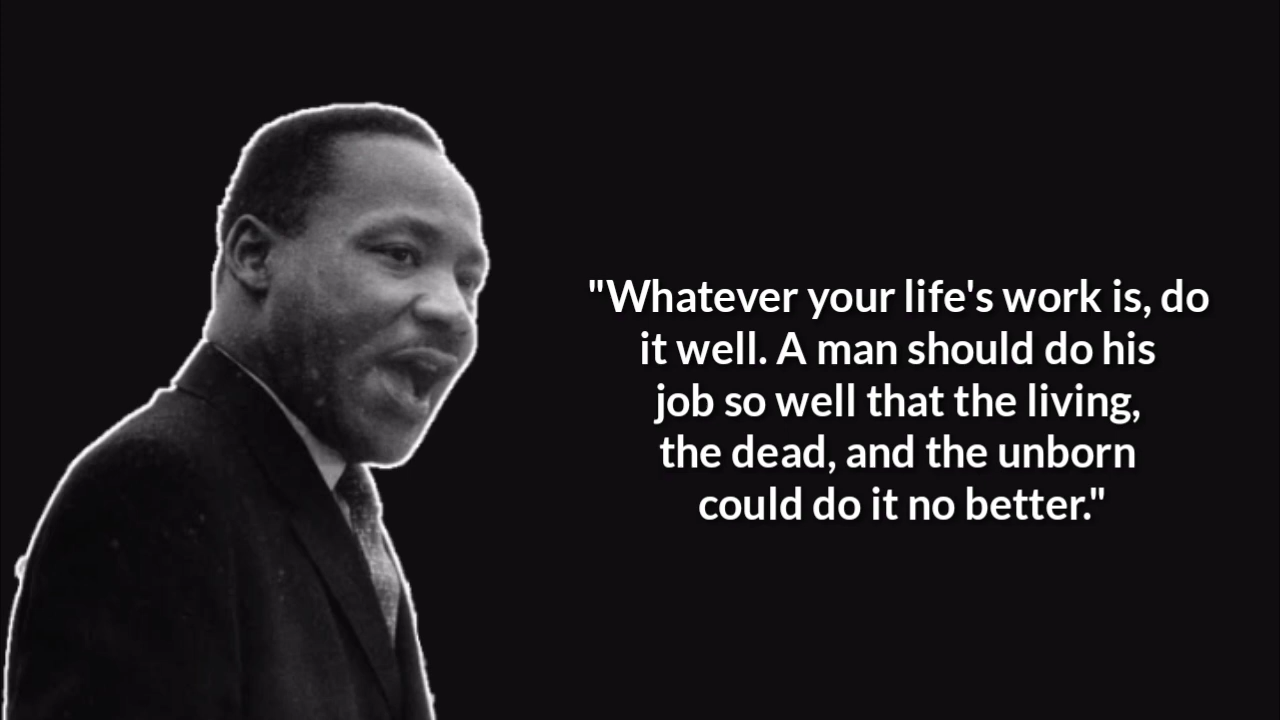 "Whatever your life's work is, do
it well. A man should do his
job so well that the living,
the dead, and the unborn
could do it no better."